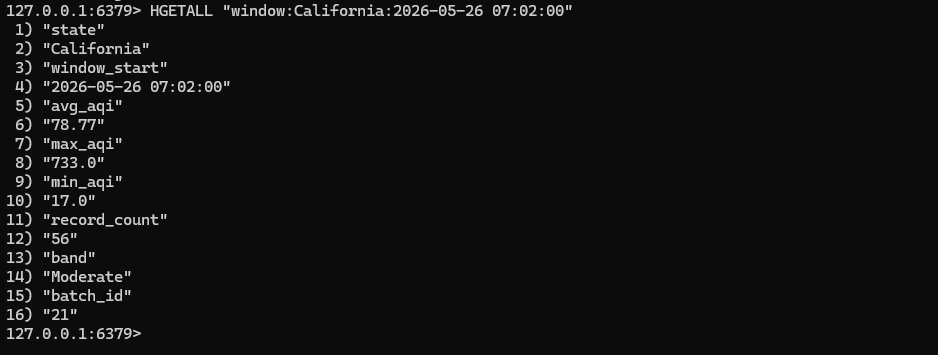 127.0.0.1:6379> HGETALL "window:California:2026-05-26 07:02:00"
 1) "state"
 2) "California"
 3) "window_start"
 4) "2026-05-26 07:02:00"
 5) "avg_aqi"
 6) "78.77"
 7) "max_aqi"
 8) "733.0"
 9) "min_aqi"
10) "17.0"
11) "record_count"
12) "56"
13) "band"
14) "Moderate"
15) "batch_id"
16) "21"
127.0.0.1:6379>